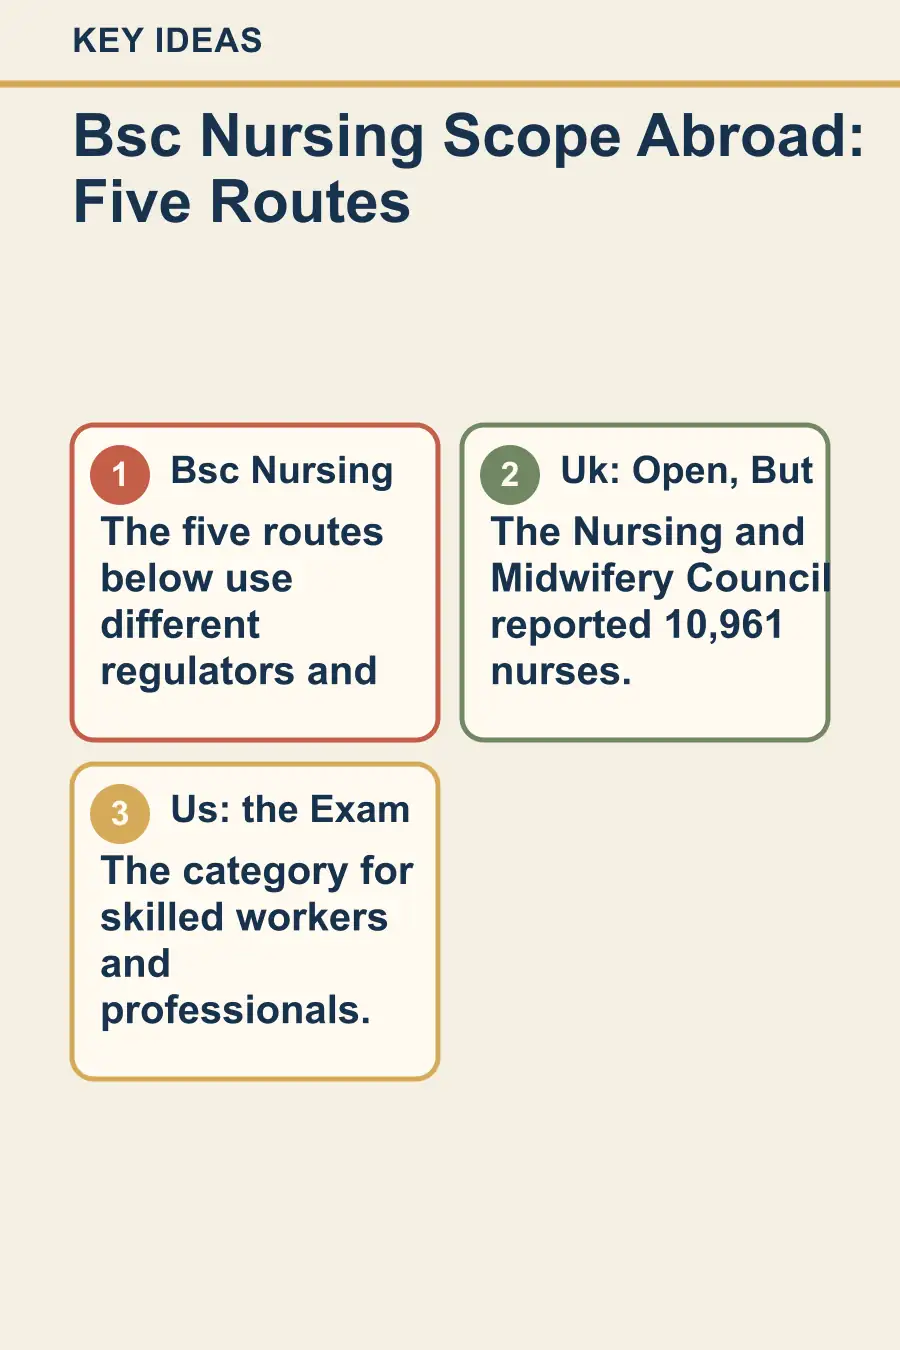 KEY IDEAS
Bsc Nursing Scope Abroad:
Five Routes
1 Bsc Nursing
The five routes
below use
different
regulators and
2 Uk: Open, But
The Nursing and
Midwifery Council
reported 10,961
nurses.
3 Us: the Exam
The category for
skilled workers
and
professionals.